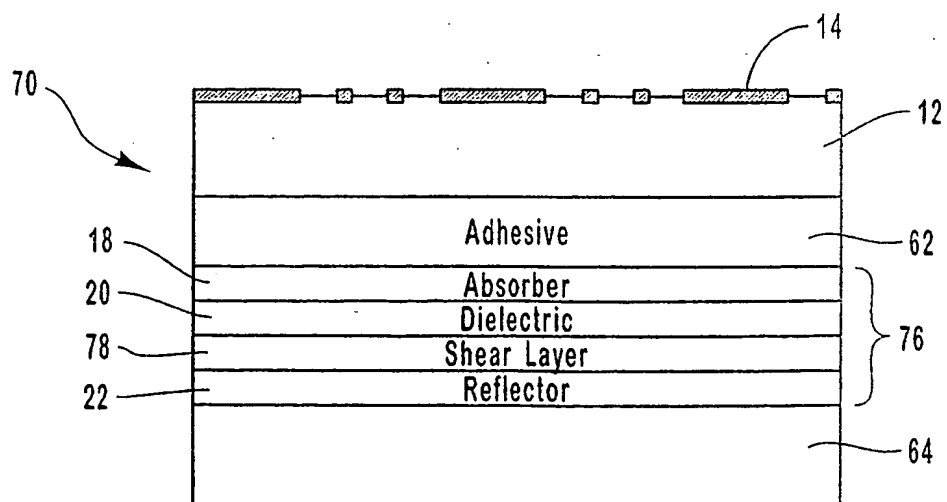 14
70
12
Adhesive
62
18
Absorber
20
Dielectric
76
78
Shear Layer
22
Reflector
64